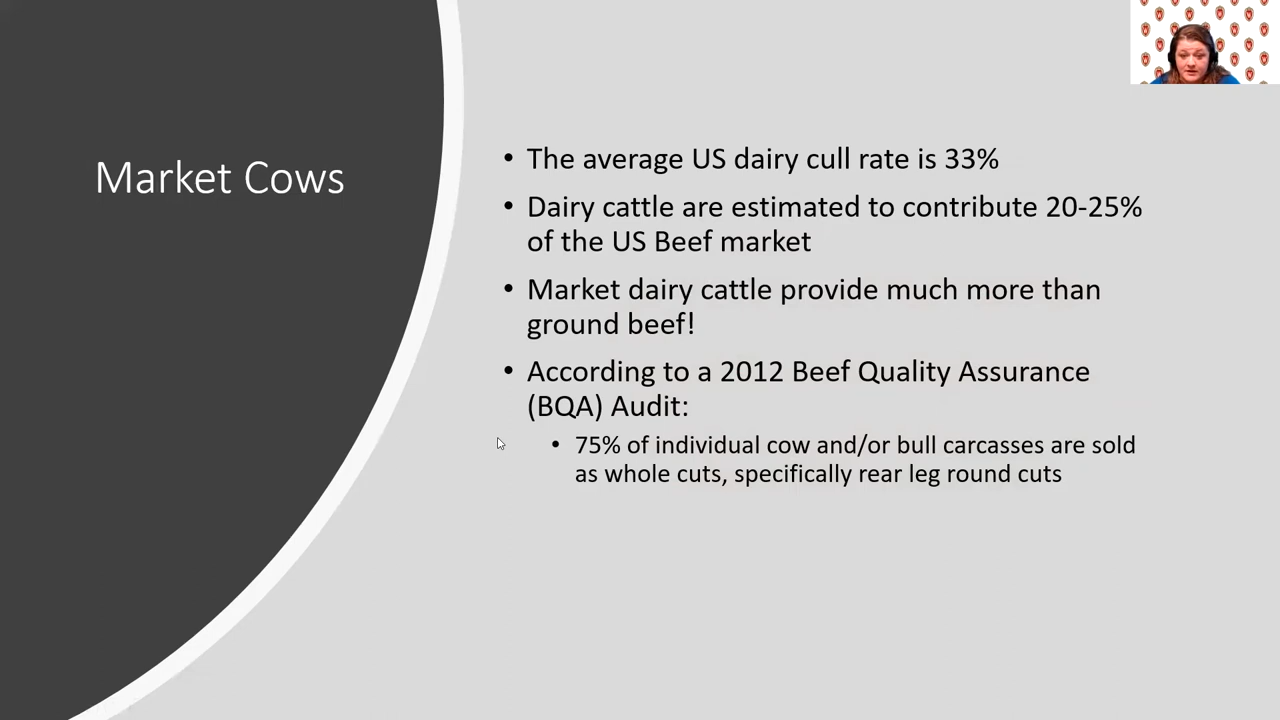 Market Cows
• The average US dairy cull rate is 33%
• Dairy cattle are estimated to contribute 20-25%
of the US Beef market
• Market dairy cattle provide much more than
ground beef!
• According to a 2012 Beef Quality Assurance
(BQA) Audit:
• 75% of individual cow and/or bull carcasses are sold
as whole cuts, specifically rear leg round cuts